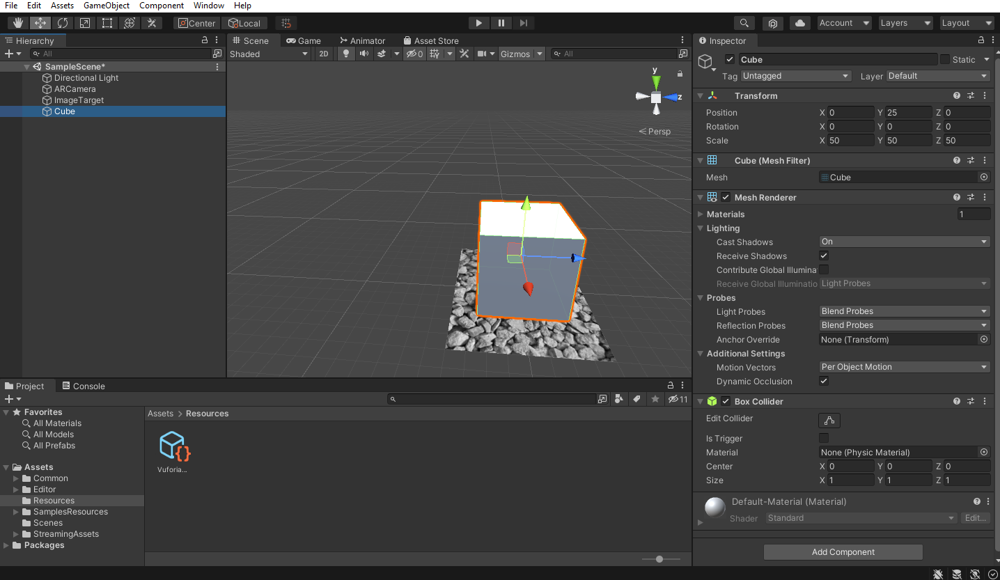 File Edit Assets GameObject Component Window Help
Center Local Account Layers Layout
Hierarchy
All
SampleScene*
Directional Light
ARCamera
ImageTarget
Cube
Scene Game Animator Asset Store
Shaded 2D 0 Gizmos All
y
z
Persp
Inspector
Cube Static
Tag Untagged Layer Default
Transform
Position X 0 Y 25 Z 0
Rotation X 0 Y 0 Z 0
Scale X 50 Y 50 Z 50
Cube (Mesh Filter)
Mesh Cube
Mesh Renderer
Materials 1
Lighting
Cast Shadows On
Receive Shadows
Contribute Global Illumina
Receive Global Illuminatio Light Probes
Probes
Light Probes Blend Probes
Reflection Probes Blend Probes
Anchor Override None (Transform)
Additional Settings
Motion Vectors Per Object Motion
Dynamic Occlusion
Box Collider
Edit Collider
Is Trigger
Material None (Physic Material)
Center X 0 Y 0 Z 0
Size X 1 Y 1 Z 1
Default-Material (Material)
Shader Standard Edit...
Add Component
Project Console
11
Favorites
All Materials
All Models
All Prefabs
Assets
Common
Editor
Resources
SamplesResources
Scenes
StreamingAssets
Packages
Assets > Resources
Vuforia...